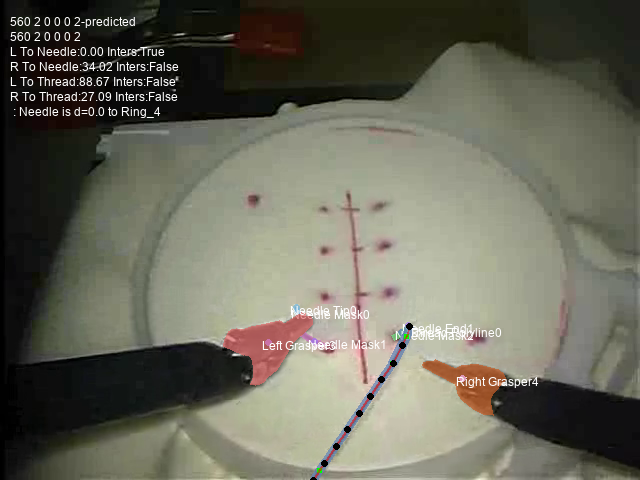 560 2 0 0 0 2-predicted
560 2 0 0 0 2
L To Needle:0.00 Inters:True
R To Needle:34.02 Inters:False
L To Thread:88.67 Inters:False
R To Thread:27.09 Inters:False
: Needle is d=0.0 to Ring_4
Needle Tip0
Needle Mask0
Needle End1
Needle Mask2
Left Grasper3
Needle Mask1
Right Grasper4